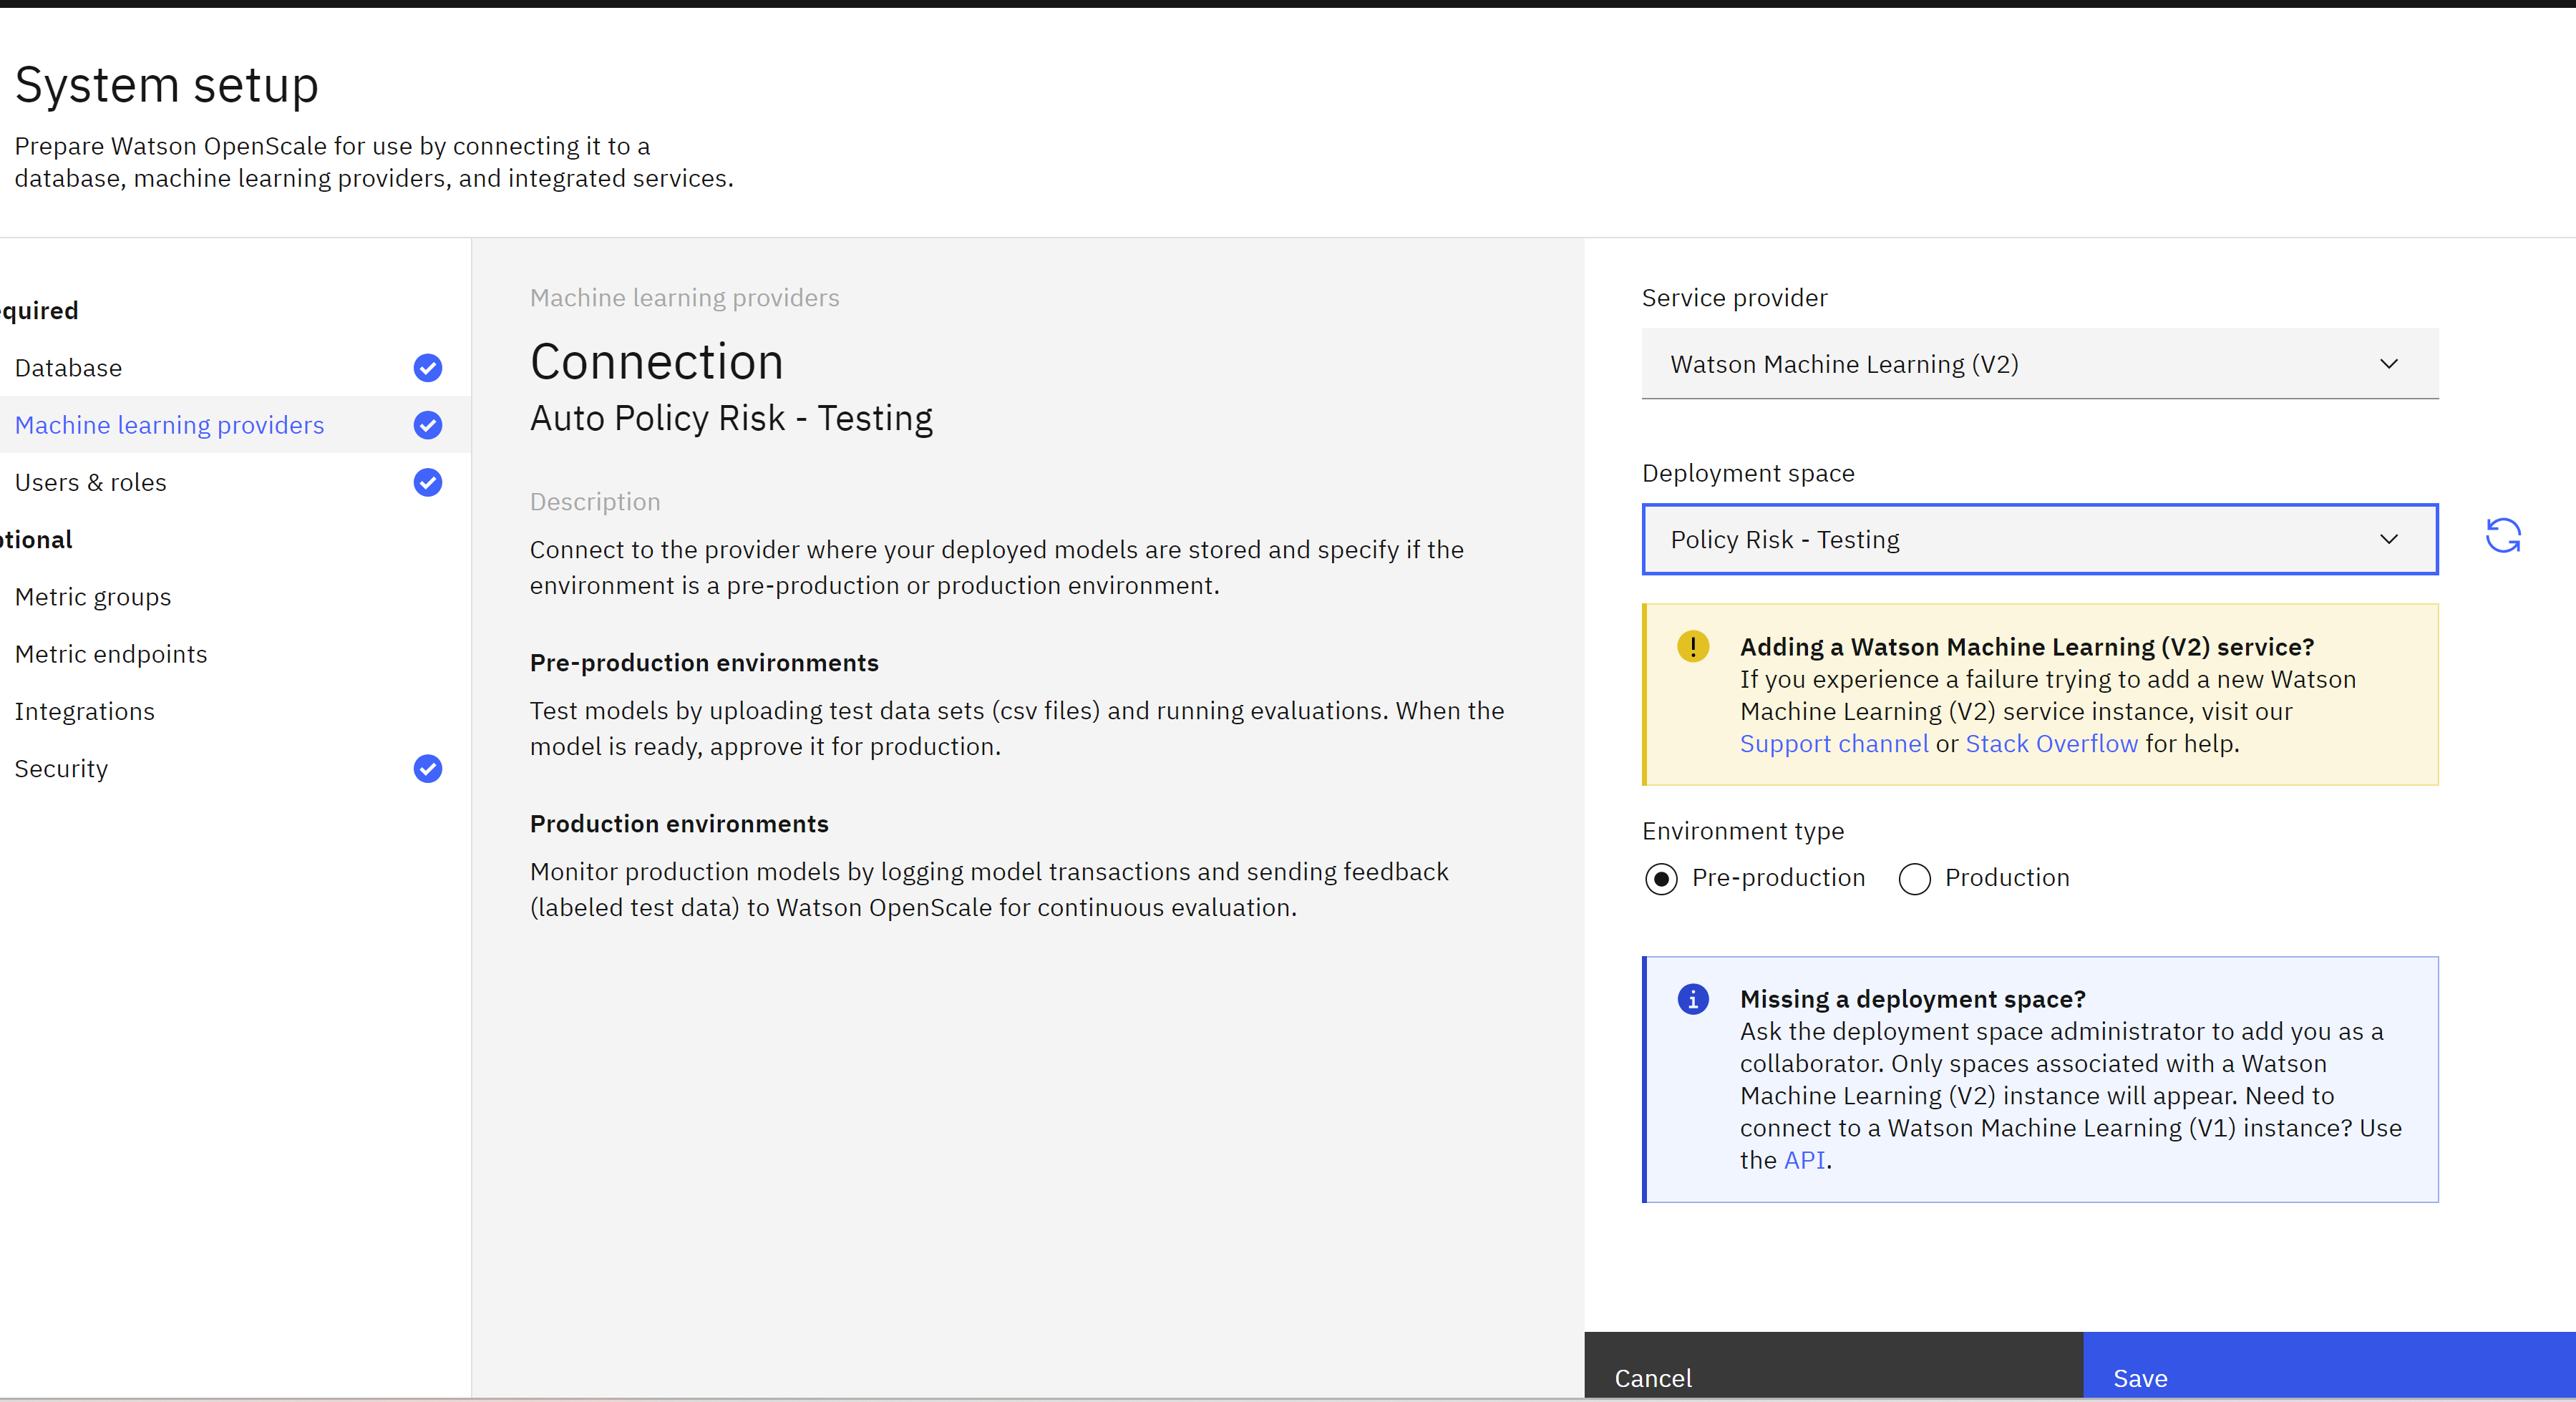 System setup
Prepare Watson OpenScale for use by connecting it to a
database, machine learning providers, and integrated services.
quired
Database
Machine learning providers
Users & roles
tional
Metric groups
Metric endpoints
Integrations
Security
Machine learning providers
Connection
Auto Policy Risk - Testing
Description
Connect to the provider where your deployed models are stored and specify if the
environment is a pre-production or production environment.
Pre-production environments
Test models by uploading test data sets (csv files) and running evaluations. When the
model is ready, approve it for production.
Production environments
Monitor production models by logging model transactions and sending feedback
(labeled test data) to Watson OpenScale for continuous evaluation.
Service provider
Watson Machine Learning (V2)
Deployment space
Policy Risk - Testing
Adding a Watson Machine Learning (V2) service?
If you experience a failure trying to add a new Watson
Machine Learning (V2) service instance, visit our
Support channel or Stack Overflow for help.
Environment type
Pre-production Production
Missing a deployment space?
Ask the deployment space administrator to add you as a
collaborator. Only spaces associated with a Watson
Machine Learning (V2) instance will appear. Need to
connect to a Watson Machine Learning (V1) instance? Use
the API.
Cancel Save